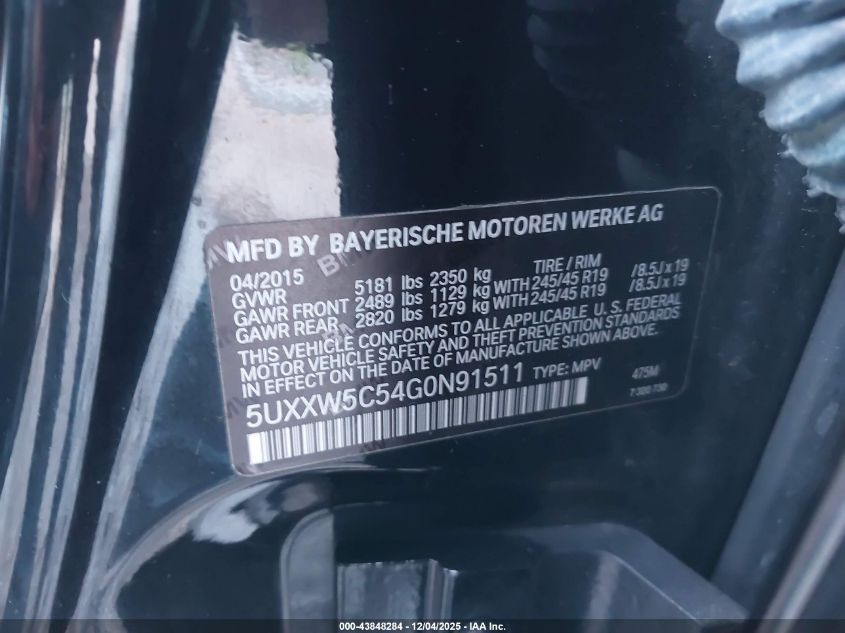 MFD BY BAYERISCHE MOTOREN WERKE AG
04/2015 TIRE / RIM
GVWR 5181 lbs 2350 kg
GAWR FRONT 2489 lbs 1129 kg WITH 245/45 R19 /8.5J x 19
GAWR REAR 2820 lbs 1279 kg WITH 245/45 R19 /8.5J x 19
THIS VEHICLE CONFORMS TO ALL APPLICABLE U. S. FEDERAL
MOTOR VEHICLE SAFETY AND THEFT PREVENTION STANDARDS
IN EFFECT ON THE DATE OF MANUFACTURE SHOWN ABOVE.
5UXXW5C54G0N91511 TYPE: MPV 475M
7 300 730
000-43848284 - 12/04/2025 - IAA Inc.